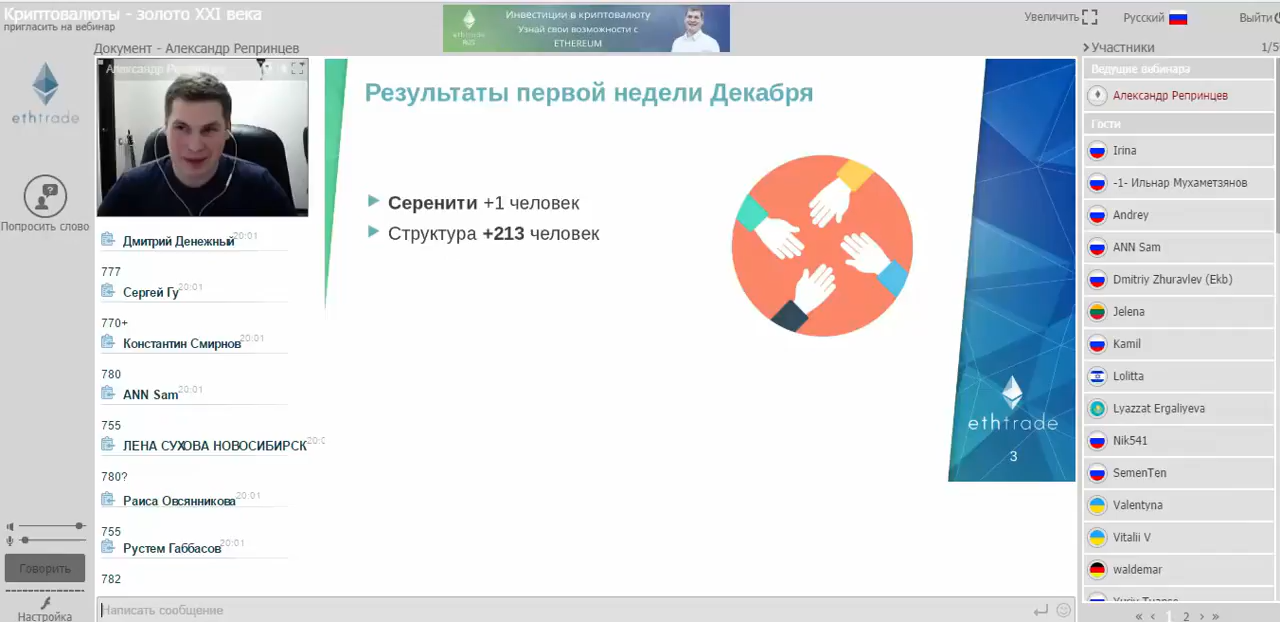 Криптовалюты - золото XXI века
пригласить на вебинар
Инвестиции в криптовалюту
Узнай свои возможности с
ETHEREUM
Увеличить
Русский
Выйти
Документ - Александр Репринцев
Участники
1/5
ethtrade
Попросить слово
Александр Репринцев
Дмитрий Денежный 20:01
777
Сергей Гу 20:01
770+
Константин Смирнов 20:01
780
ANN Sam 20:01
755
ЛЕНА СУХОВА НОВОСИБИРСК
780?
Раиса Овсянникова 20:01
755
Рустем Габбасов 20:01
782
Написать сообщение
Говорить
Настройка
Результаты первой недели Декабря
Серенити +1 человек
Структура +213 человек
ethtrade
3
Ведущие вебинара
Александр Репринцев
Гости
Irina
-1- Ильнар Мухаметзянов
Andrey
ANN Sam
Dmitriy Zhuravlev (Ekb)
Jelena
Kamil
Lolitta
Lyazzat Ergaliyeva
Nik541
SemenTen
Valentyna
Vitalii V
waldemar
« ‹ 1 2 › »